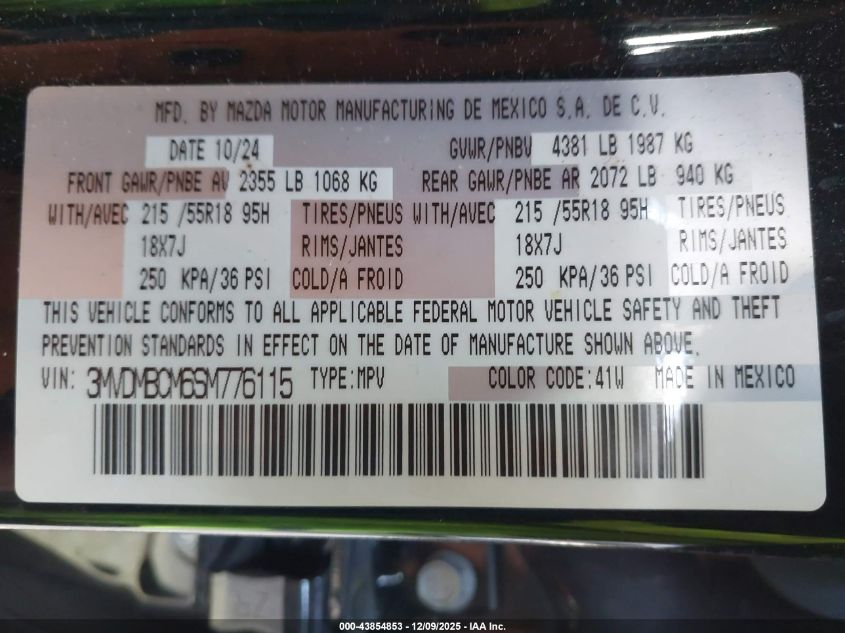 MFD. BY MAZDA MOTOR MANUFACTURING DE MEXICO S.A. DE C.V.
DATE 10/24 GVWR/PNBV 4381 LB 1987 KG
FRONT GAWR/PNBE AV 2355 LB 1068 KG REAR GAWR/PNBE AR 2072 LB 940 KG
WITH/AVEC 215 /55R18 95H TIRES/PNEUS WITH/AVEC 215 /55R18 95H TIRES/PNEUS
18X7J RIMS/JANTES 18X7J RIMS/JANTES
250 KPA/36 PSI COLD/A FROID 250 KPA/36 PSI COLD/A FROID
THIS VEHICLE CONFORMS TO ALL APPLICABLE FEDERAL MOTOR VEHICLE SAFETY AND THEFT
PREVENTION STANDARDS IN EFFECT ON THE DATE OF MANUFACTURE SHOWN ABOVE.
VIN: 3MVDMBCM6SM776115 TYPE:MPV COLOR CODE:41W MADE IN MEXICO
000-43854853 - 12/09/2025 - IAA Inc.